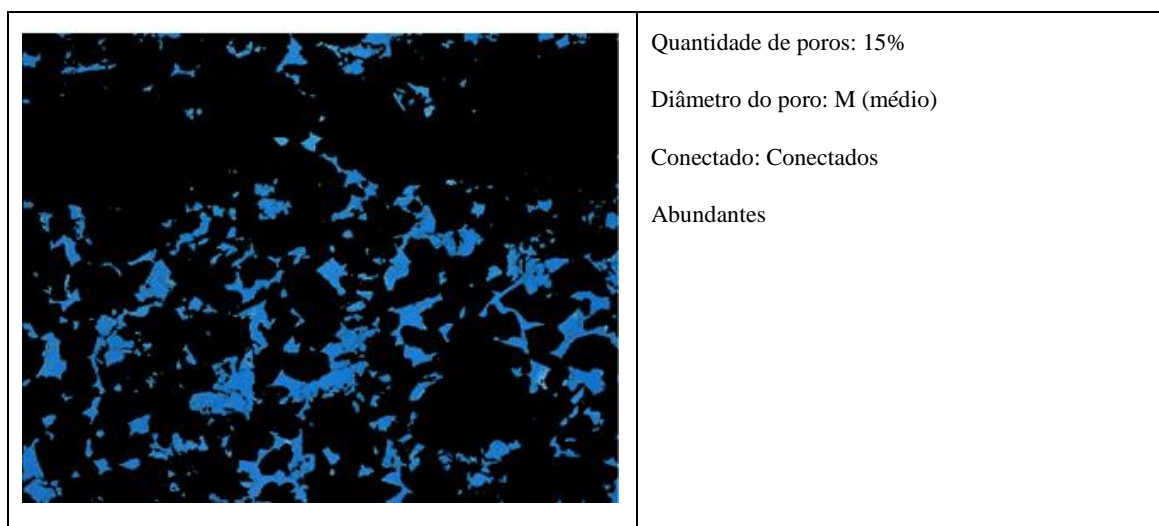 Quantidade de poros: 15%
Diâmetro do poro: M (médio)
Conectado: Conectados
Abundantes